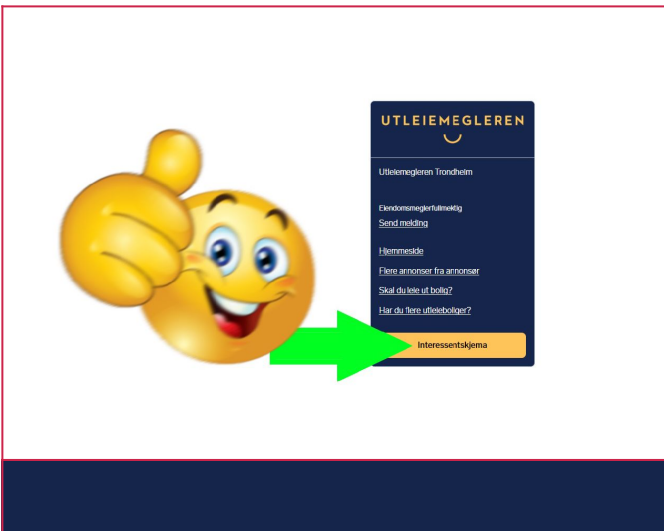 UTLEIEMEGLEREN
Utleiemegleren Trondheim
Eiendomsmeglerfullmektig
Send melding
Hjemmeside
Flere annonser fra annonsør
Skal du leie ut bolig?
Har du flere utleieboliger?
Interessentskjema